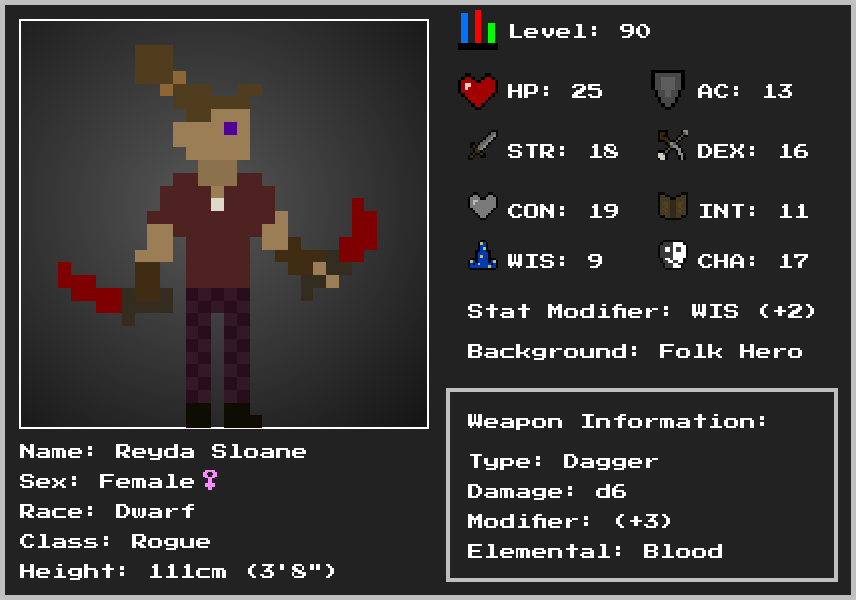 Level: 90
HP: 25 AC: 13
STR: 18 DEX: 16
CON: 19 INT: 11
WIS: 9 CHA: 17
Stat Modifier: WIS (+2)
Background: Folk Hero
Weapon Information:
Type: Dagger
Damage: d6
Modifier: (+3)
Elemental: Blood
Name: Reyda Sloane
Sex: Female♀
Race: Dwarf
Class: Rogue
Height: 111cm (3'8")